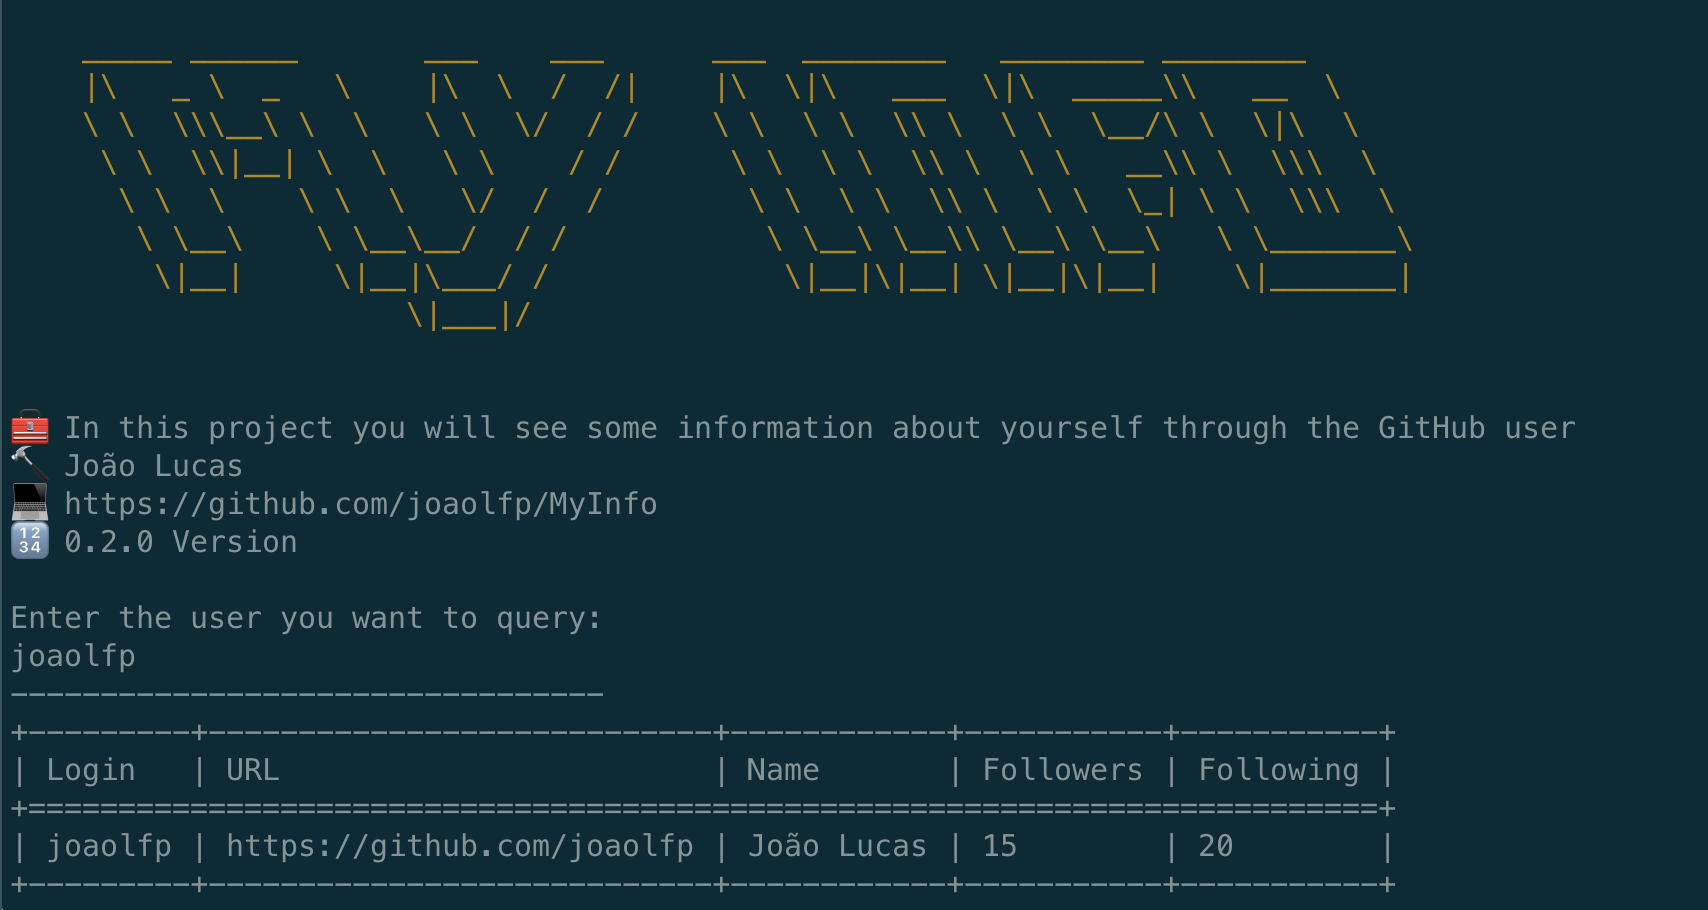 MY INFO
In this project you will see some information about yourself through the GitHub user
João Lucas
https://github.com/joaolfp/MyInfo
0.2.0 Version
Enter the user you want to query:
joaolfp
---------------------------------
+---------+----------------------------+------------+-----------+-----------+
| Login   | URL                        | Name       | Followers | Following |
+===========================================================================+
| joaolfp | https://github.com/joaolfp | João Lucas | 15        | 20        |
+---------+----------------------------+------------+-----------+-----------+